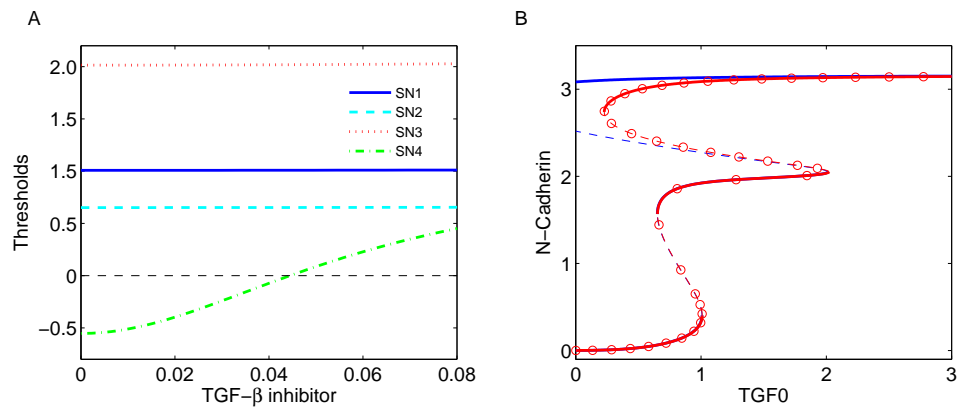 A
Thresholds
2.0
1.5
0.5
0
−0.5
SN1
SN2
SN3
SN4
0
0.02
0.04
0.06
0.08
TGF−β inhibitor
B
N−Cadherin
3
2
1
0
0
1
2
3
TGF0